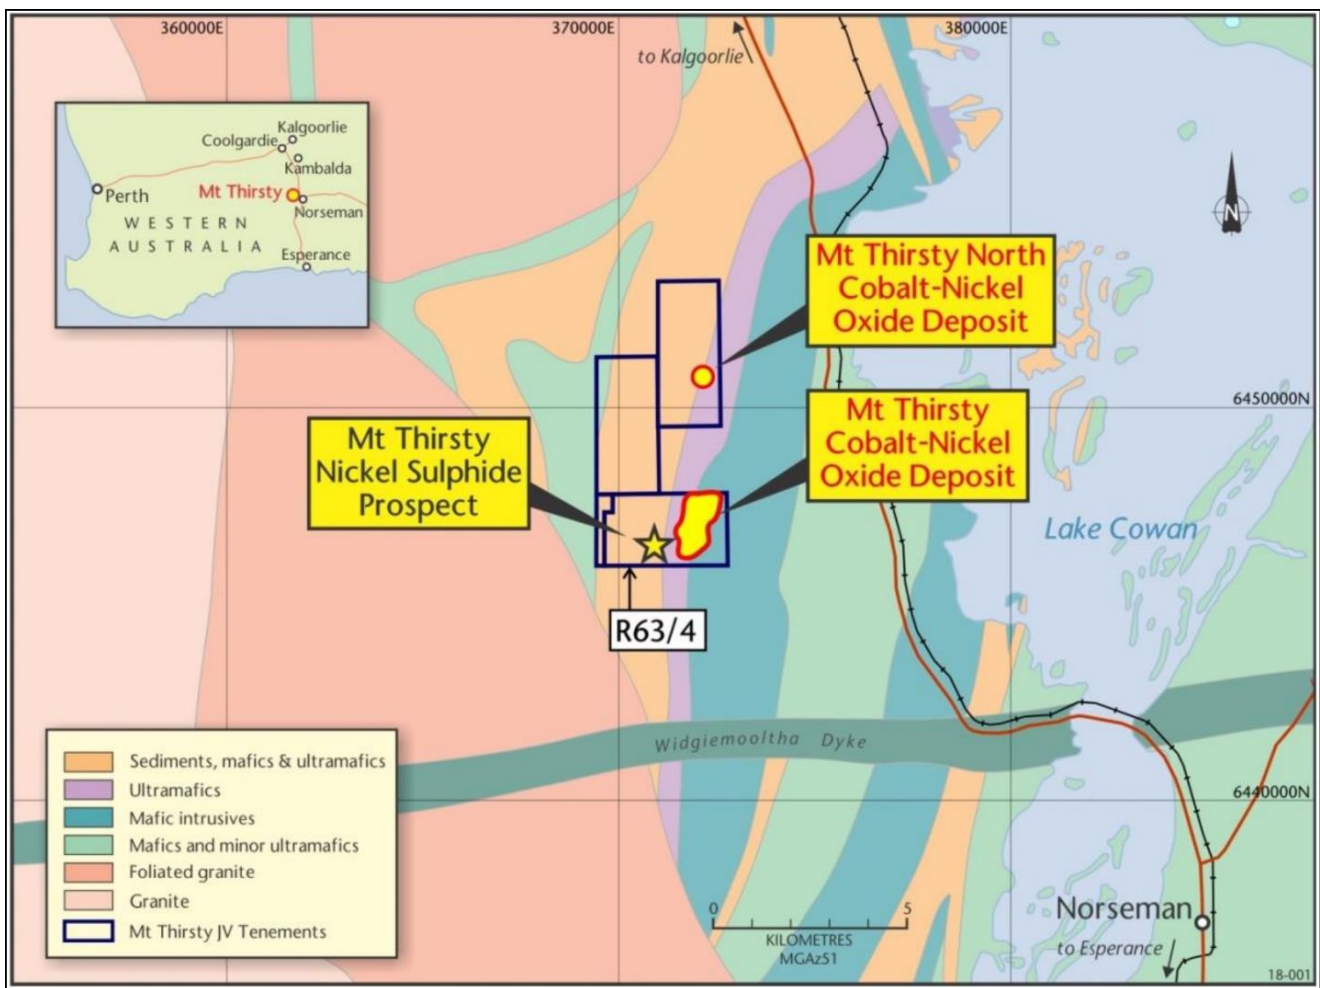 360000E
370000E
380000E
to Kalgoorlie
Kalgoorlie
Coolgardie
Kambalda
Perth
Mt Thirsty
Norseman
WESTERN
AUSTRALIA
Esperance
N
Mt Thirsty North
Cobalt-Nickel
Oxide Deposit
6450000N
Mt Thirsty
Cobalt-Nickel
Oxide Deposit
Mt Thirsty
Nickel Sulphide
Prospect
Lake Cowan
R63/4
Widgiemooltha Dyke
6440000N
Sediments, mafics & ultramafics
Ultramafics
Mafic intrusives
Mafics and minor ultramafics
Foliated granite
Granite
Mt Thirsty JV Tenements
0 5
KILOMETRES
MGAz51
Norseman
to Esperance
18-001